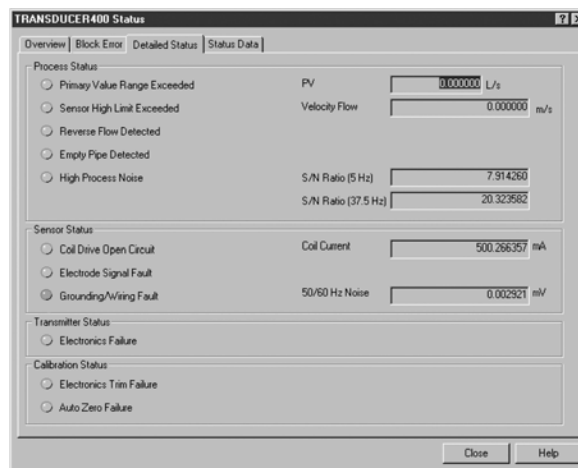 TRANSDUCER400 Status
Overview Block Error Detailed Status Status Data
Process Status
Primary Value Range Exceeded PV 0.000000 L/s
Sensor High Limit Exceeded Velocity Flow 0.000000 m/s
Reverse Flow Detected
Empty Pipe Detected
High Process Noise S/N Ratio (5 Hz) 7.914260
S/N Ratio (37.5 Hz) 20.323582
Sensor Status
Coil Drive Open Circuit Coil Current 500.266357 mA
Electrode Signal Fault
Grounding/Wiring Fault 50/60 Hz Noise 0.002921 mV
Transmitter Status
Electronics Failure
Calibration Status
Electronics Trim Failure
Auto Zero Failure
Close Help